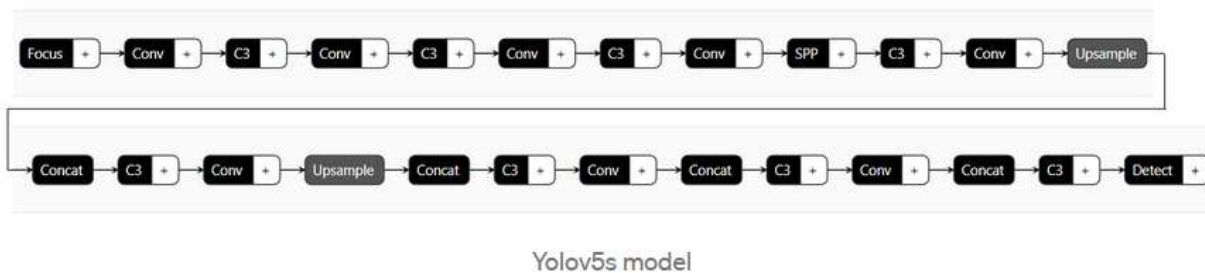 Focus + Conv + C3 + Conv + C3 + Conv + C3 + Conv + SPP + C3 + Conv + Upsample
Concat C3 + Conv + Upsample Concat C3 + Conv + Concat C3 + Conv + Concat C3 + Detect +
Yolov5s model